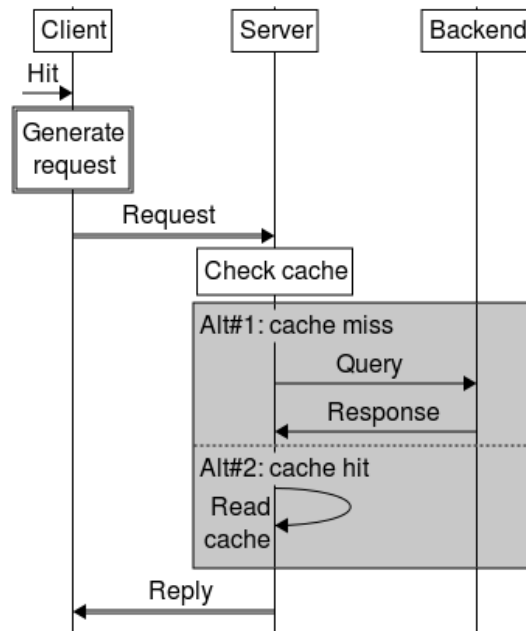 Client Server Backend
Hit
Generate
request
Request
Check cache
Alt#1: cache miss
Query
Response
Alt#2: cache hit
Read
cache
Reply